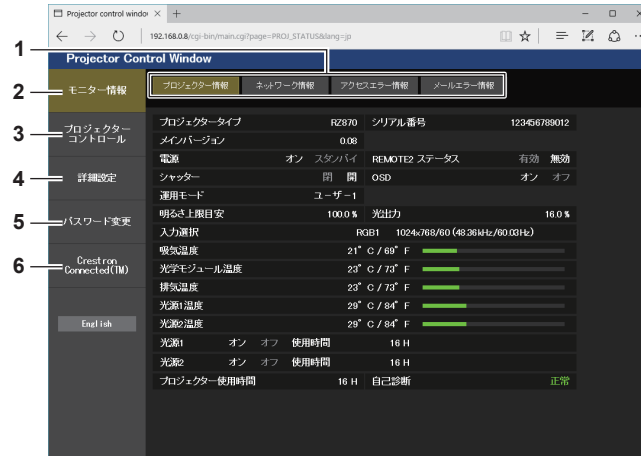 Projector control windo
192.168.0.8/cgi-bin/main.cgi?page=PROJ_STATUS&lang=jp
1
Projector Control Window
2
モニター情報
プロジェクター情報 ネットワーク情報 アクセスエラー情報 メールエラー情報
3
プロジェクター
コントロール
4
詳細設定
5
パスワード変更
6
Crestron
Connected(TM)
English
プロジェクタータイプ RZ870 シリアル番号 123456789012
メインバージョン 0.08
電源 オン スタンバイ REMOTE2 ステータス 有効 無効
シャッター 閉 開 OSD オン オフ
運用モード ユーザー1
明るさ上限目安 100.0 % 光出力 16.0 %
入力選択 RGB1 1024x768/60 (48.36kHz/60.03Hz)
吸気温度 21° C / 69° F
光学モジュール温度 23° C / 73° F
排気温度 23° C / 73° F
光源1温度 29° C / 84° F
光源2温度 29° C / 84° F
光源1 オン オフ 使用時間 16 H
光源2 オン オフ 使用時間 16 H
プロジェクター使用時間 16 H 自己診断 正常